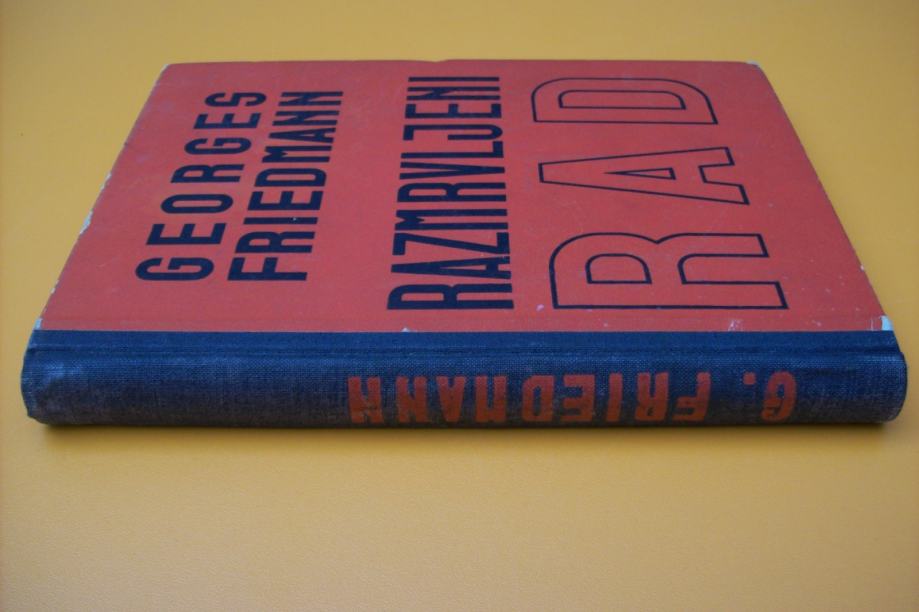 GEORGES
FRIEDMANN
RAZMRVLJENI
RAD
G. FRIEDMANN